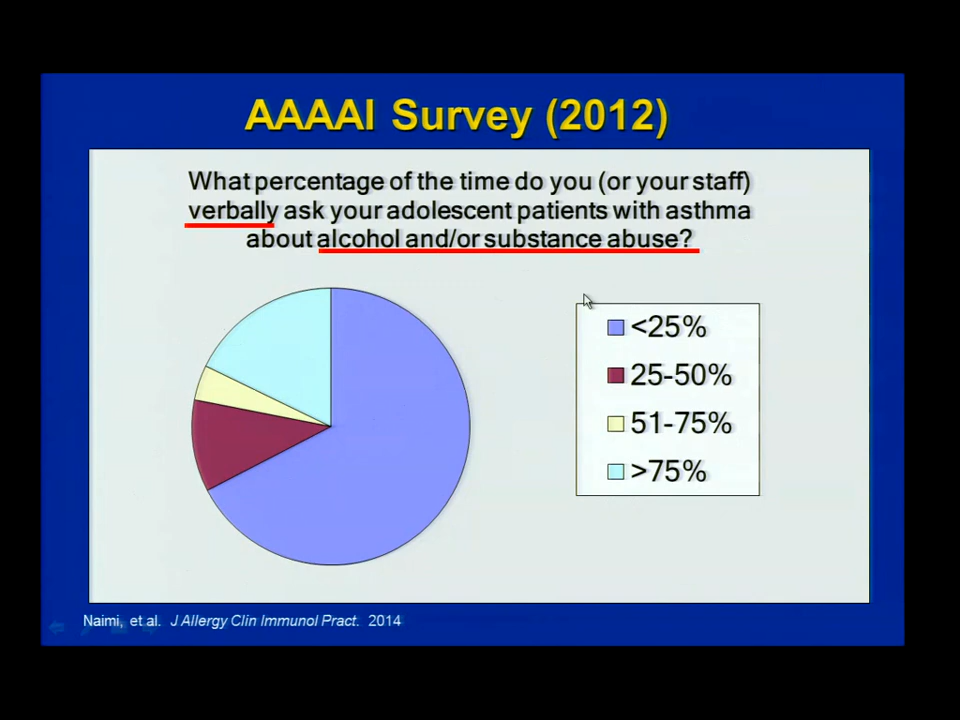 AAAAI Survey (2012)
What percentage of the time do you (or your staff)
verbally ask your adolescent patients with asthma
about alcohol and/or substance abuse?
<25%
25-50%
51-75%
>75%
Naimi, et al. J Allergy Clin Immunol Pract. 2014